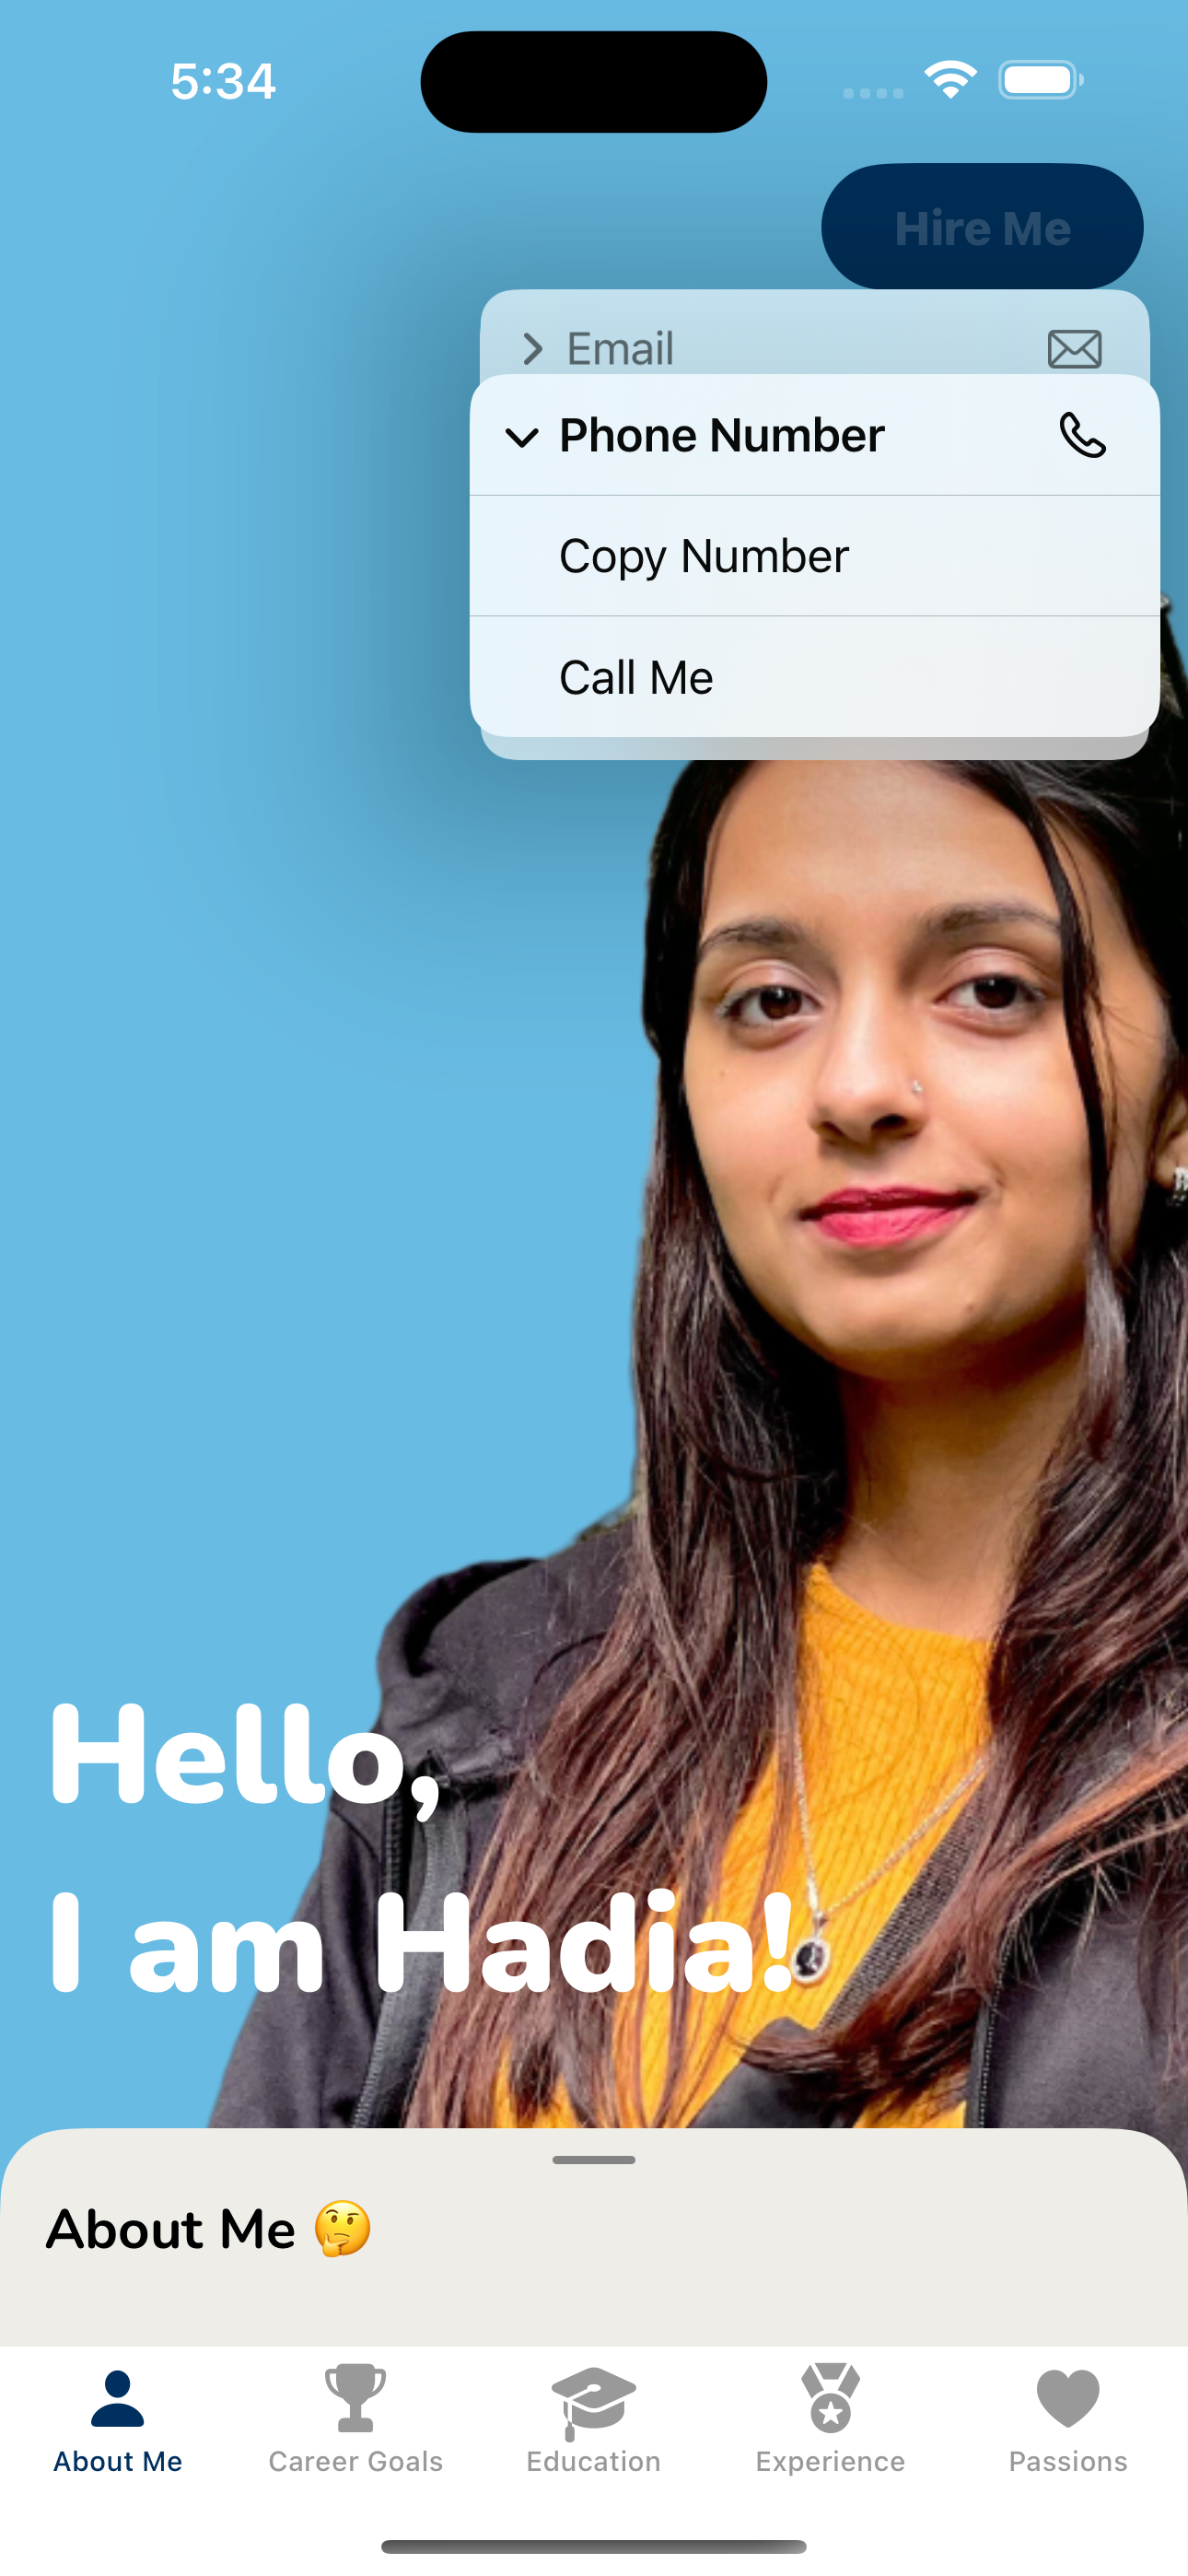 5:34
Hire Me
Email
Phone Number
Copy Number
Call Me
Hello,
I am Hadia!
About Me 🤔
About Me
Career Goals
Education
Experience
Passions